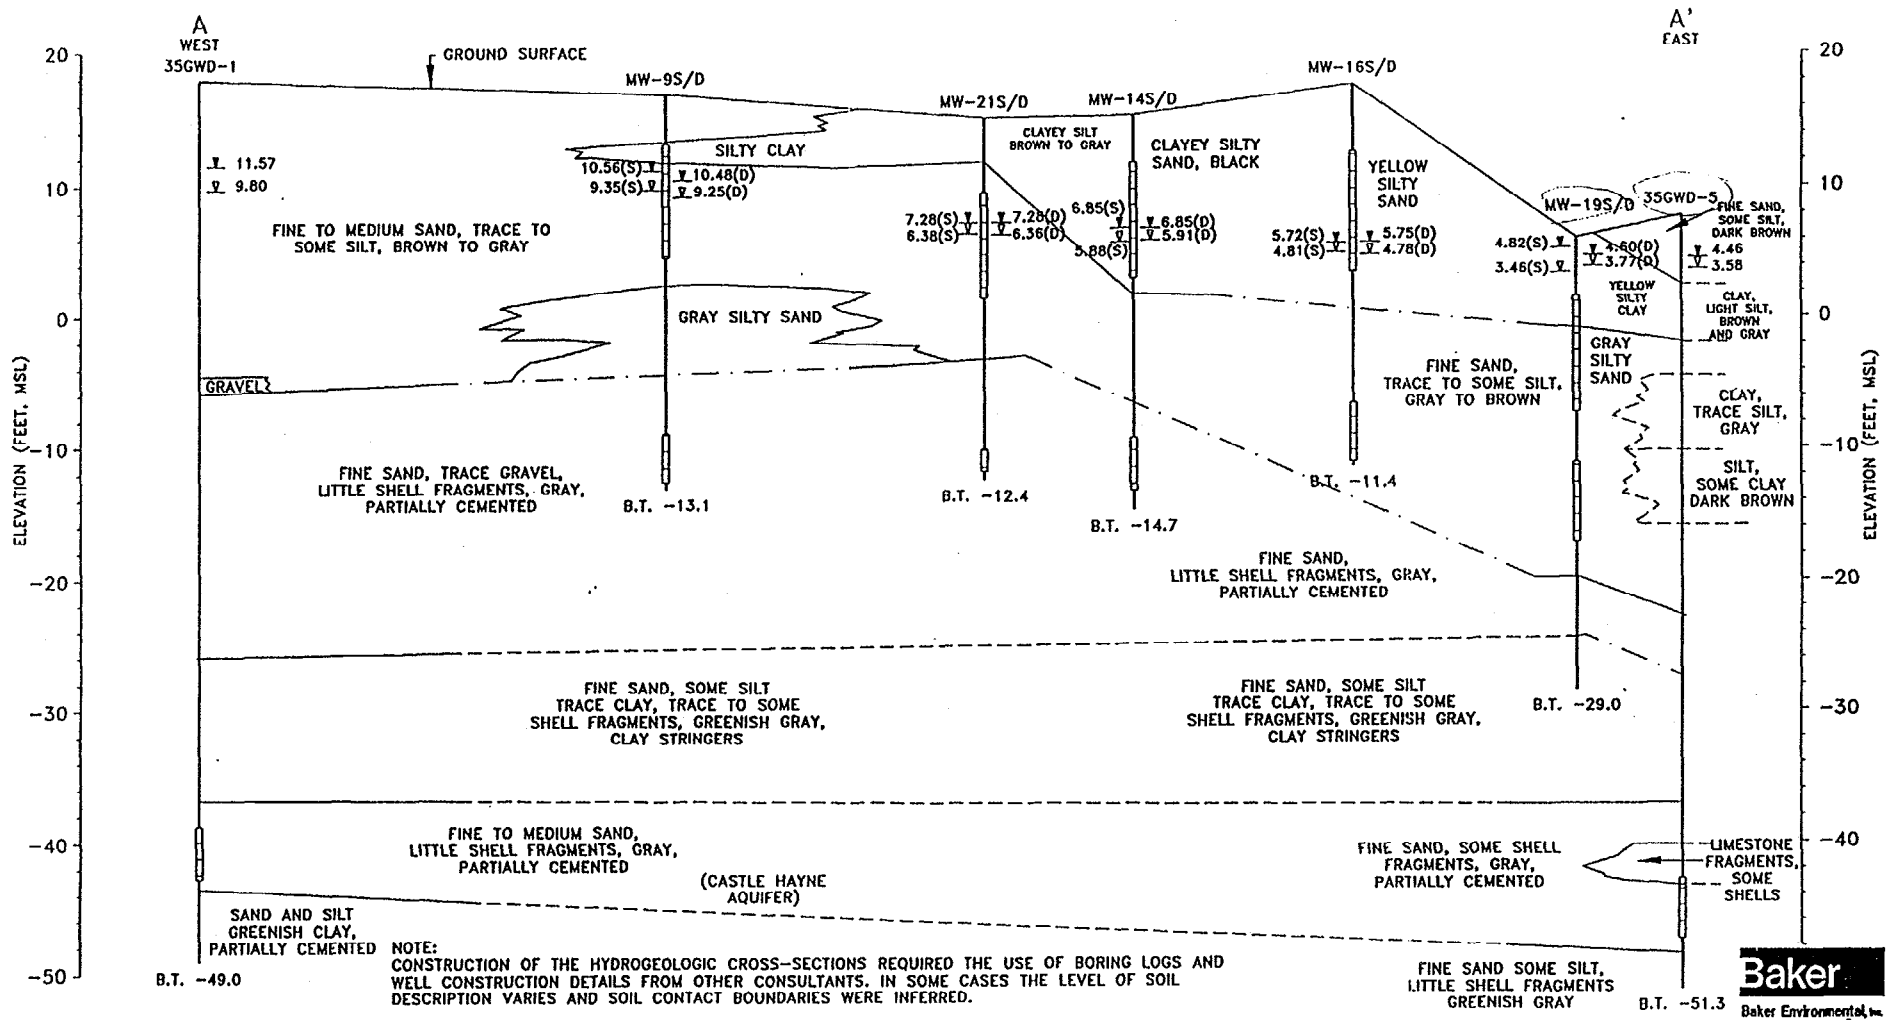 A
WEST
35GWD-1
GROUND SURFACE
MW-9S/D
MW-21S/D
MW-14S/D
MW-16S/D
MW-19S/D
35GWD-5
A'
EAST
20
10
0
-10
-20
-30
-40
-50
ELEVATION (FEET, MSL)
11.57
9.80
SILTY CLAY
10.56(S)
10.48(D)
9.35(S)
9.25(D)
FINE TO MEDIUM SAND, TRACE TO
SOME SILT, BROWN TO GRAY
GRAY SILTY SAND
GRAVEL
CLAYEY SILT
BROWN TO GRAY
7.28(S)
7.28(D)
6.38(S)
6.36(D)
CLAYEY SILTY
SAND, BLACK
6.85(S)
6.85(D)
5.91(D)
5.88(S)
YELLOW
SILTY
SAND
5.72(S)
5.75(D)
4.81(S)
4.78(D)
4.82(S)
4.60(D)
3.46(S)
3.77(D)
FINE SAND,
SOME SILT,
DARK BROWN
4.46
3.58
YELLOW
SILTY
CLAY
CLAY,
LIGHT SILT,
BROWN
AND GRAY
GRAY
SILTY
SAND
FINE SAND,
TRACE TO SOME SILT,
GRAY TO BROWN
CLAY,
TRACE SILT,
GRAY
SILT,
SOME CLAY
DARK BROWN
FINE SAND, TRACE GRAVEL,
LITTLE SHELL FRAGMENTS, GRAY,
PARTIALLY CEMENTED
B.T. -13.1
B.T. -12.4
B.T. -14.7
B.T. -11.4
FINE SAND,
LITTLE SHELL FRAGMENTS, GRAY,
PARTIALLY CEMENTED
FINE SAND, SOME SILT
TRACE CLAY, TRACE TO SOME
SHELL FRAGMENTS, GREENISH GRAY,
CLAY STRINGERS
FINE SAND, SOME SILT
TRACE CLAY, TRACE TO SOME
SHELL FRAGMENTS, GREENISH GRAY,
CLAY STRINGERS
B.T. -29.0
FINE TO MEDIUM SAND,
LITTLE SHELL FRAGMENTS, GRAY,
PARTIALLY CEMENTED
(CASTLE HAYNE
AQUIFER)
FINE SAND, SOME SHELL
FRAGMENTS, GRAY,
PARTIALLY CEMENTED
LIMESTONE
FRAGMENTS,
SOME
SHELLS
SAND AND SILT
GREENISH CLAY,
PARTIALLY CEMENTED
B.T. -49.0
NOTE:
CONSTRUCTION OF THE HYDROGEOLOGIC CROSS-SECTIONS REQUIRED THE USE OF BORING LOGS AND
WELL CONSTRUCTION DETAILS FROM OTHER CONSULTANTS. IN SOME CASES THE LEVEL OF SOIL
DESCRIPTION VARIES AND SOIL CONTACT BOUNDARIES WERE INFERRED.
FINE SAND SOME SILT,
LITTLE SHELL FRAGMENTS
GREENISH GRAY
B.T. -51.3
20
10
0
-10
-20
-30
-40
ELEVATION (FEET, MSL)
Baker
Baker Environmental, Inc.